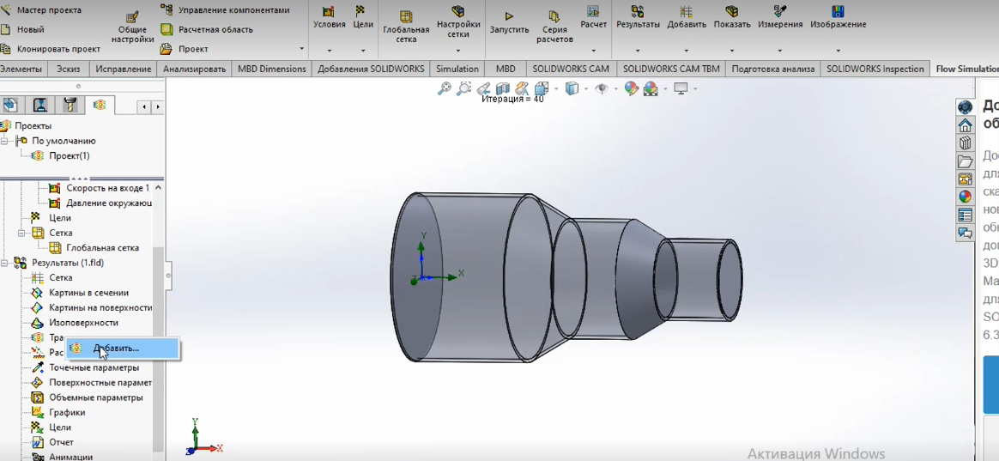 Мастер проекта
Новый
Клонировать проект
Общие настройки
Управление компонентами
Расчетная область
Проект
Условия
Цели
Глобальная сетка
Настройки сетки
Запустить
Серия расчетов
Расчет
Результаты
Добавить
Показать
Измерения
Изображение
Элементы
Эскиз
Исправление
Анализировать
MBD Dimensions
Добавления SOLIDWORKS
Simulation
MBD
SOLIDWORKS CAM
SOLIDWORKS CAM TBM
Подготовка анализа
SOLIDWORKS Inspection
Flow Simulation
Итерация = 40
Проекты
По умолчанию
Проект(1)
Скорость на входе 1
Давление окружающ
Цели
Сетка
Глобальная сетка
Результаты (1.fld)
Сетка
Картины в сечении
Картины на поверхности
Изоповерхности
Тра
Добавить...
Рас
Точечные параметры
Поверхностные парамет
Объемные параметры
Графики
Цели
Отчет
Анимации
Y
X
Z
Y
X
Z
До
об
До
для
ска
но
об
до
3D
Ма
для
SO
6.3
Активация Windows